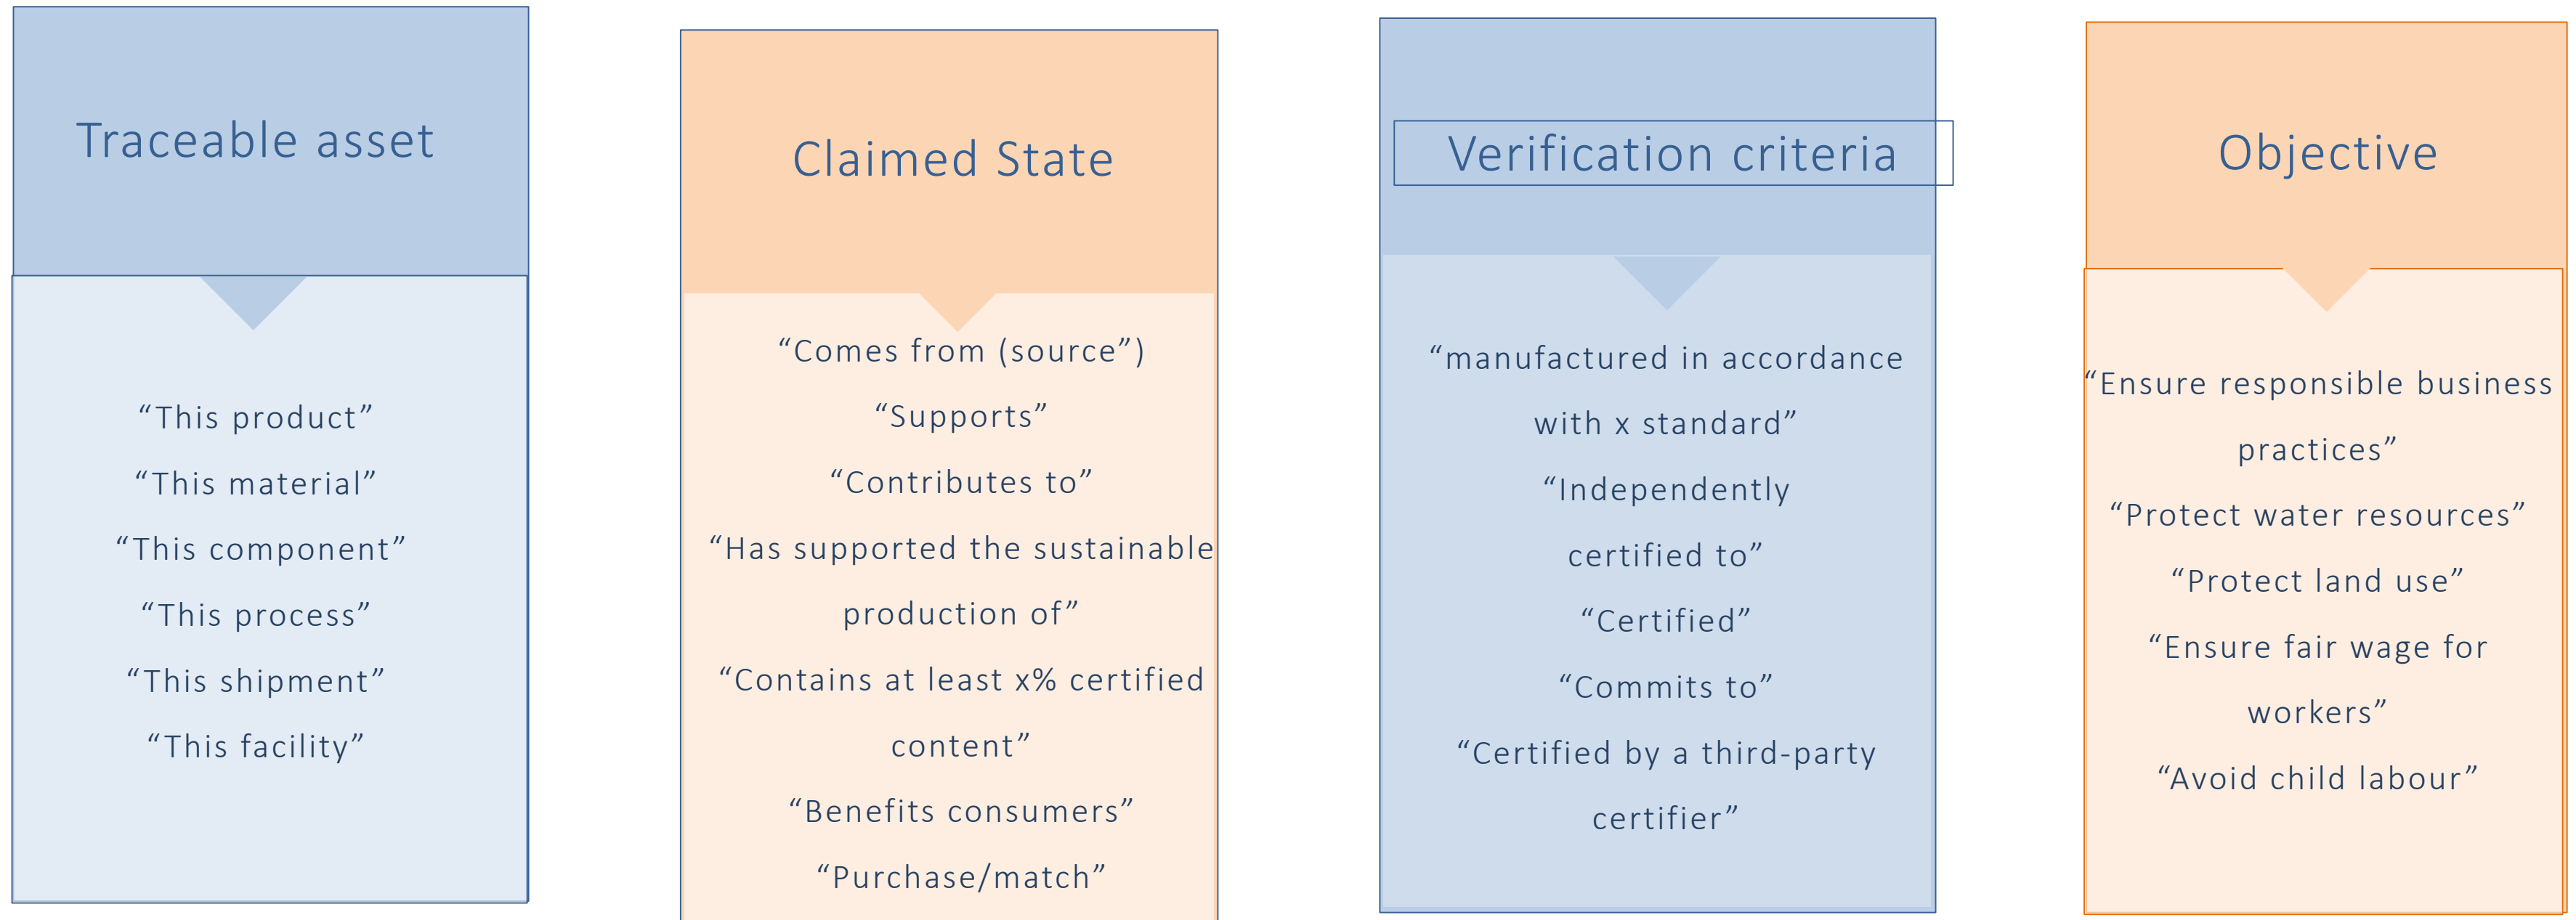 Traceable asset
“This product”
“This material”
“This component”
“This process”
“This shipment”
“This facility”
Claimed State
“Comes from (source”)
“Supports”
“Contributes to”
“Has supported the sustainable
production of”
“Contains at least x% certified
content”
“Benefits consumers”
“Purchase/match”
Verification criteria
“manufactured in accordance
with x standard”
“Independently
certified to”
“Certified”
“Commits to”
“Certified by a third-party
certifier”
Objective
“Ensure responsible business
practices”
“Protect water resources”
“Protect land use”
“Ensure fair wage for
workers”
“Avoid child labour”